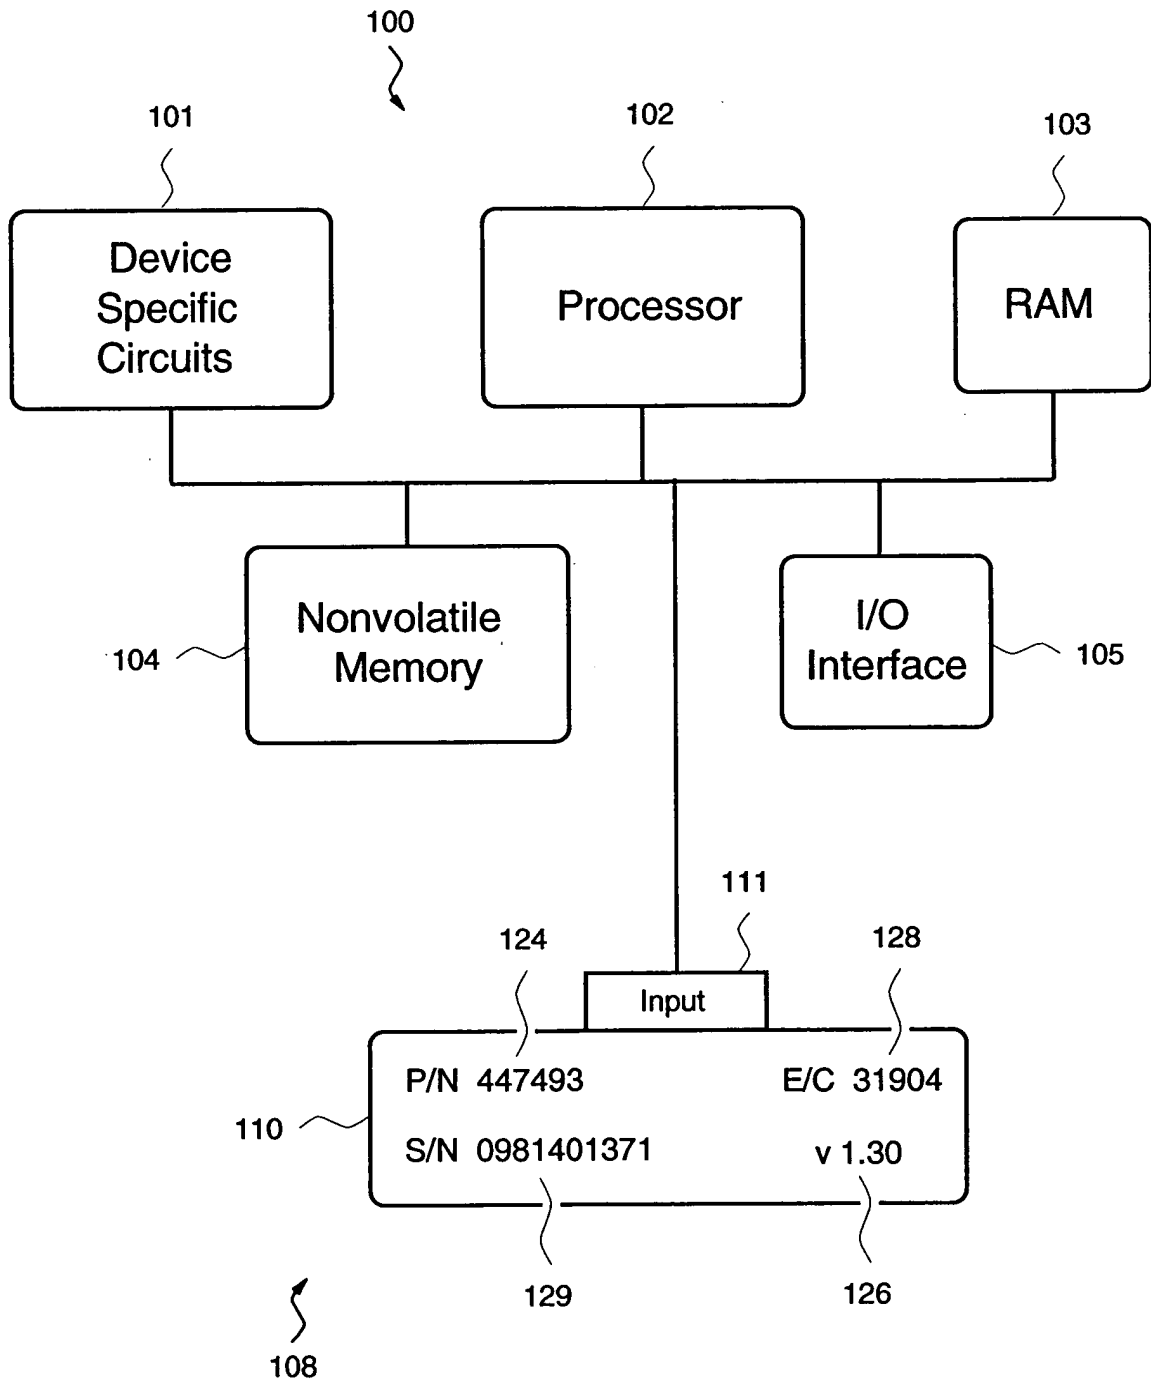 100
101
102
103
Device
Specific
Circuits
Processor
RAM
Nonvolatile
Memory
104
I/O
Interface
105
111
124
128
Input
P/N 447493
E/C 31904
110
S/N 0981401371
v 1.30
129
126
108